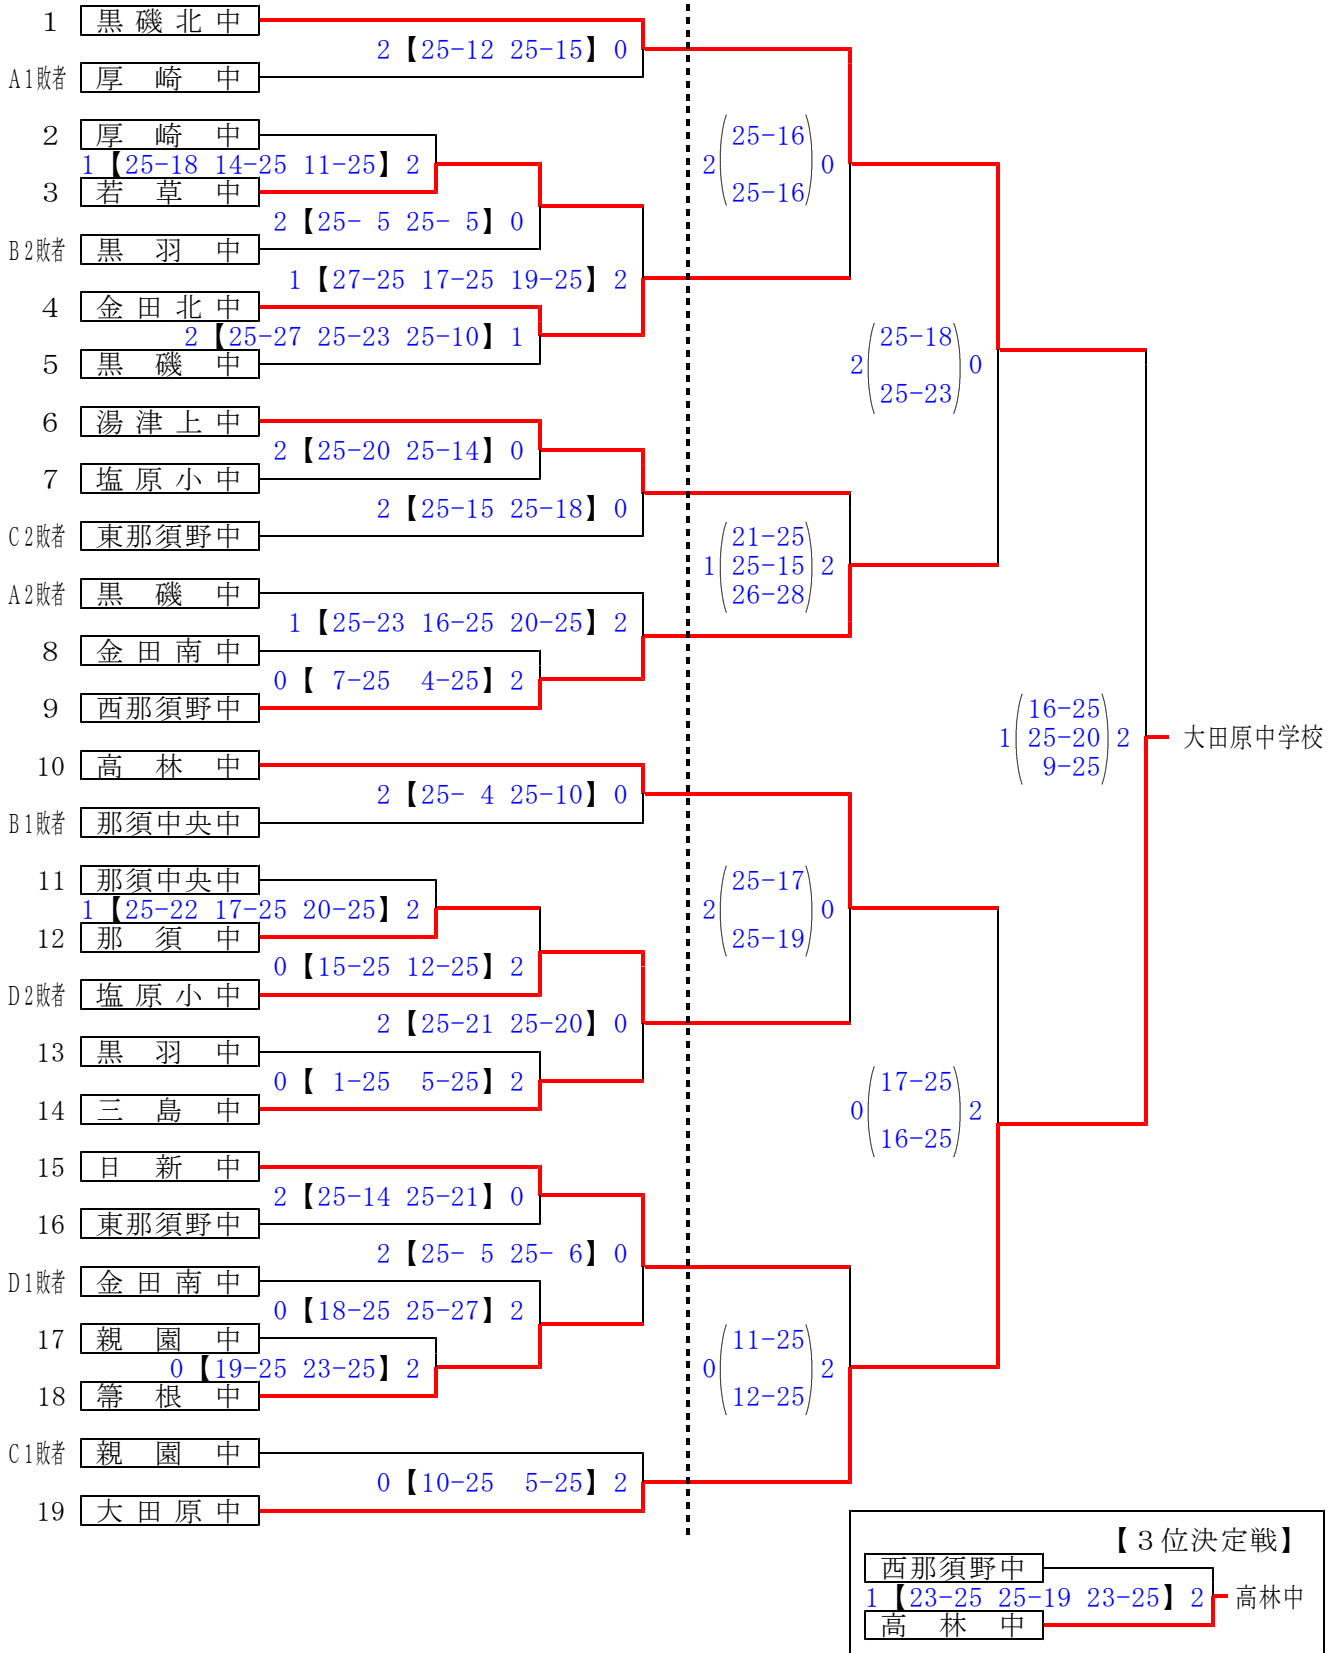 1 黒磯北中
2【25-12 25-15】0
A1敗者 厚崎中
2 厚崎中
1【25-18 14-25 11-25】2
3 若草中
2【25- 5 25- 5】0
B2敗者 黒羽中
1【27-25 17-25 19-25】2
4 金田北中
2【25-27 25-23 25-10】1
5 黒磯中
6 湯津上中
2【25-20 25-14】0
7 塩原小中
2【25-15 25-18】0
C2敗者 東那須野中
A2敗者 黒磯中
1【25-23 16-25 20-25】2
8 金田南中
0【 7-25  4-25】2
9 西那須野中
10 高林中
2【25- 4 25-10】0
B1敗者 那須中央中
11 那須中央中
1【25-22 17-25 20-25】2
12 那須中
0【15-25 12-25】2
D2敗者 塩原小中
2【25-21 25-20】0
13 黒羽中
0【 1-25  5-25】2
14 三島中
15 日新中
2【25-14 25-21】0
16 東那須野中
2【25- 5 25- 6】0
D1敗者 金田南中
0【18-25 25-27】2
17 親園中
0【19-25 23-25】2
18 箒根中
C1敗者 親園中
0【10-25  5-25】2
19 大田原中
25-16
2( )0
25-16
21-25
1(25-15)2
26-28
25-17
2( )0
25-19
11-25
0( )2
12-25
25-18
2( )0
25-23
17-25
0( )2
16-25
16-25
1(25-20)2
9-25
大田原中学校
【3位決定戦】
西那須野中
1【23-25 25-19 23-25】2
高林中
高林中